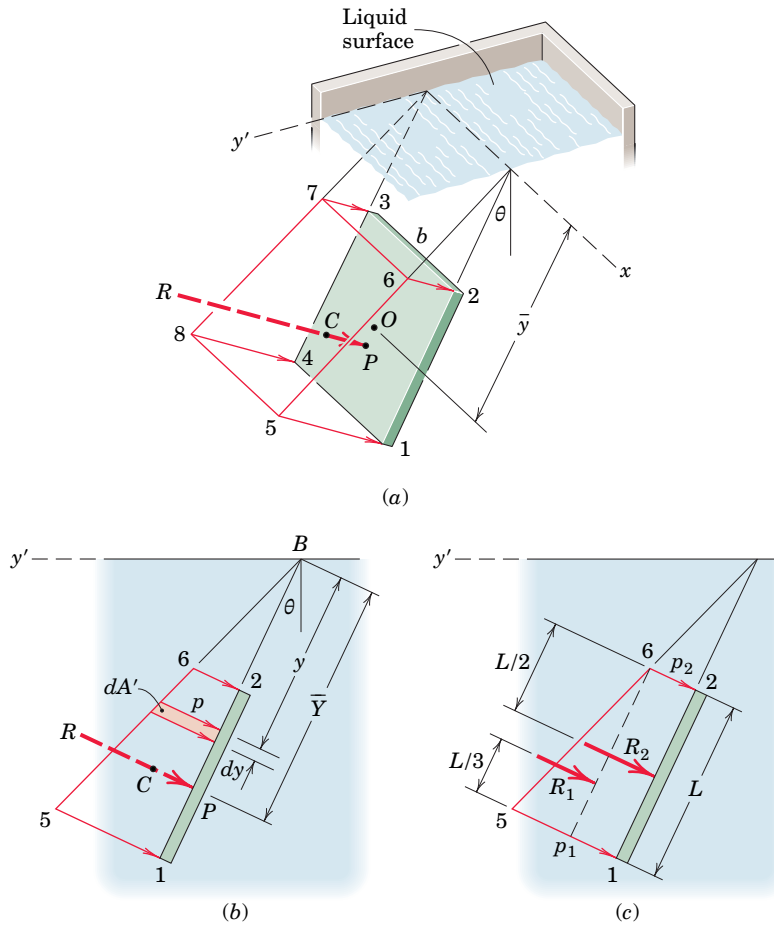 Liquid
surface
y′
7
3
b
θ
x
6
2
R
C
O
ȳ
8
4
P
5
1
(a)
y′
B
θ
6
y
2
dA′
p
Y̅
R
dy
C
P
5
1
(b)
y′
6
p₂
L/2
2
R₂
L/3
R₁
L
5
p₁
1
(c)